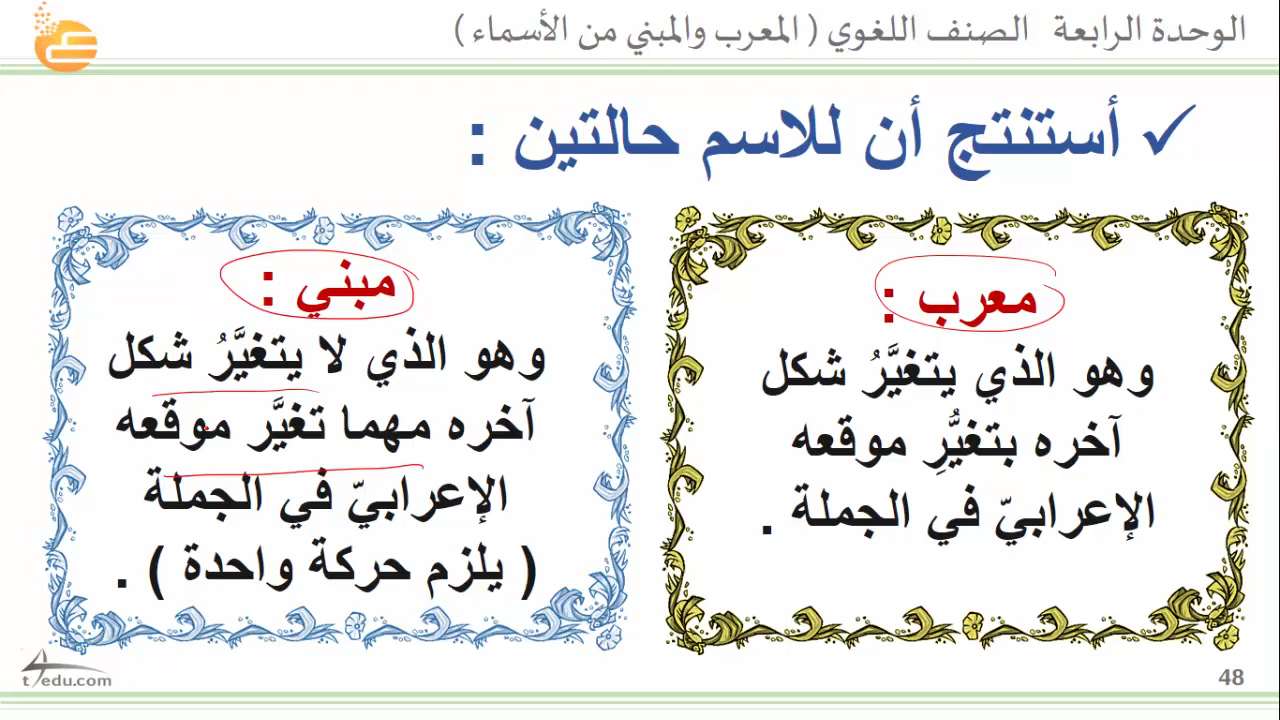 الوحدة الرابعة الصنف اللغوي ( المعرب والمبني من الأسماء )
✓ أستنتج أن للاسم حالتين :
معرب :
وهو الذي يتغيَّرُ شكل
آخره بتغيُّرِ موقعه
الإعرابيّ في الجملة .
مبني :
وهو الذي لا يتغيَّرُ شكل
آخره مهما تغيَّر موقعه
الإعرابيّ في الجملة
( يلزم حركة واحدة ) .
t4edu.com
48